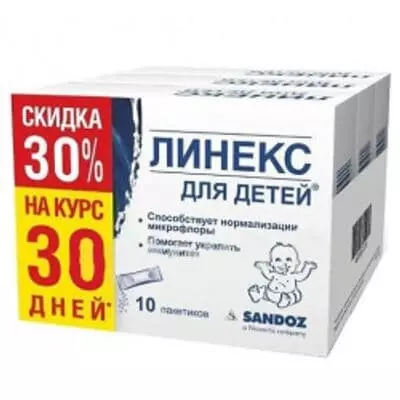 СКИДКА
30%
НА КУРС
30
ДНЕЙ*
ЛИНЕКС
ДЛЯ ДЕТЕЙ®
• Способствует нормализации
микрофлоры
• Помогает укрепить
иммунитет
10 пакетиков
SANDOZ
a Novartis company